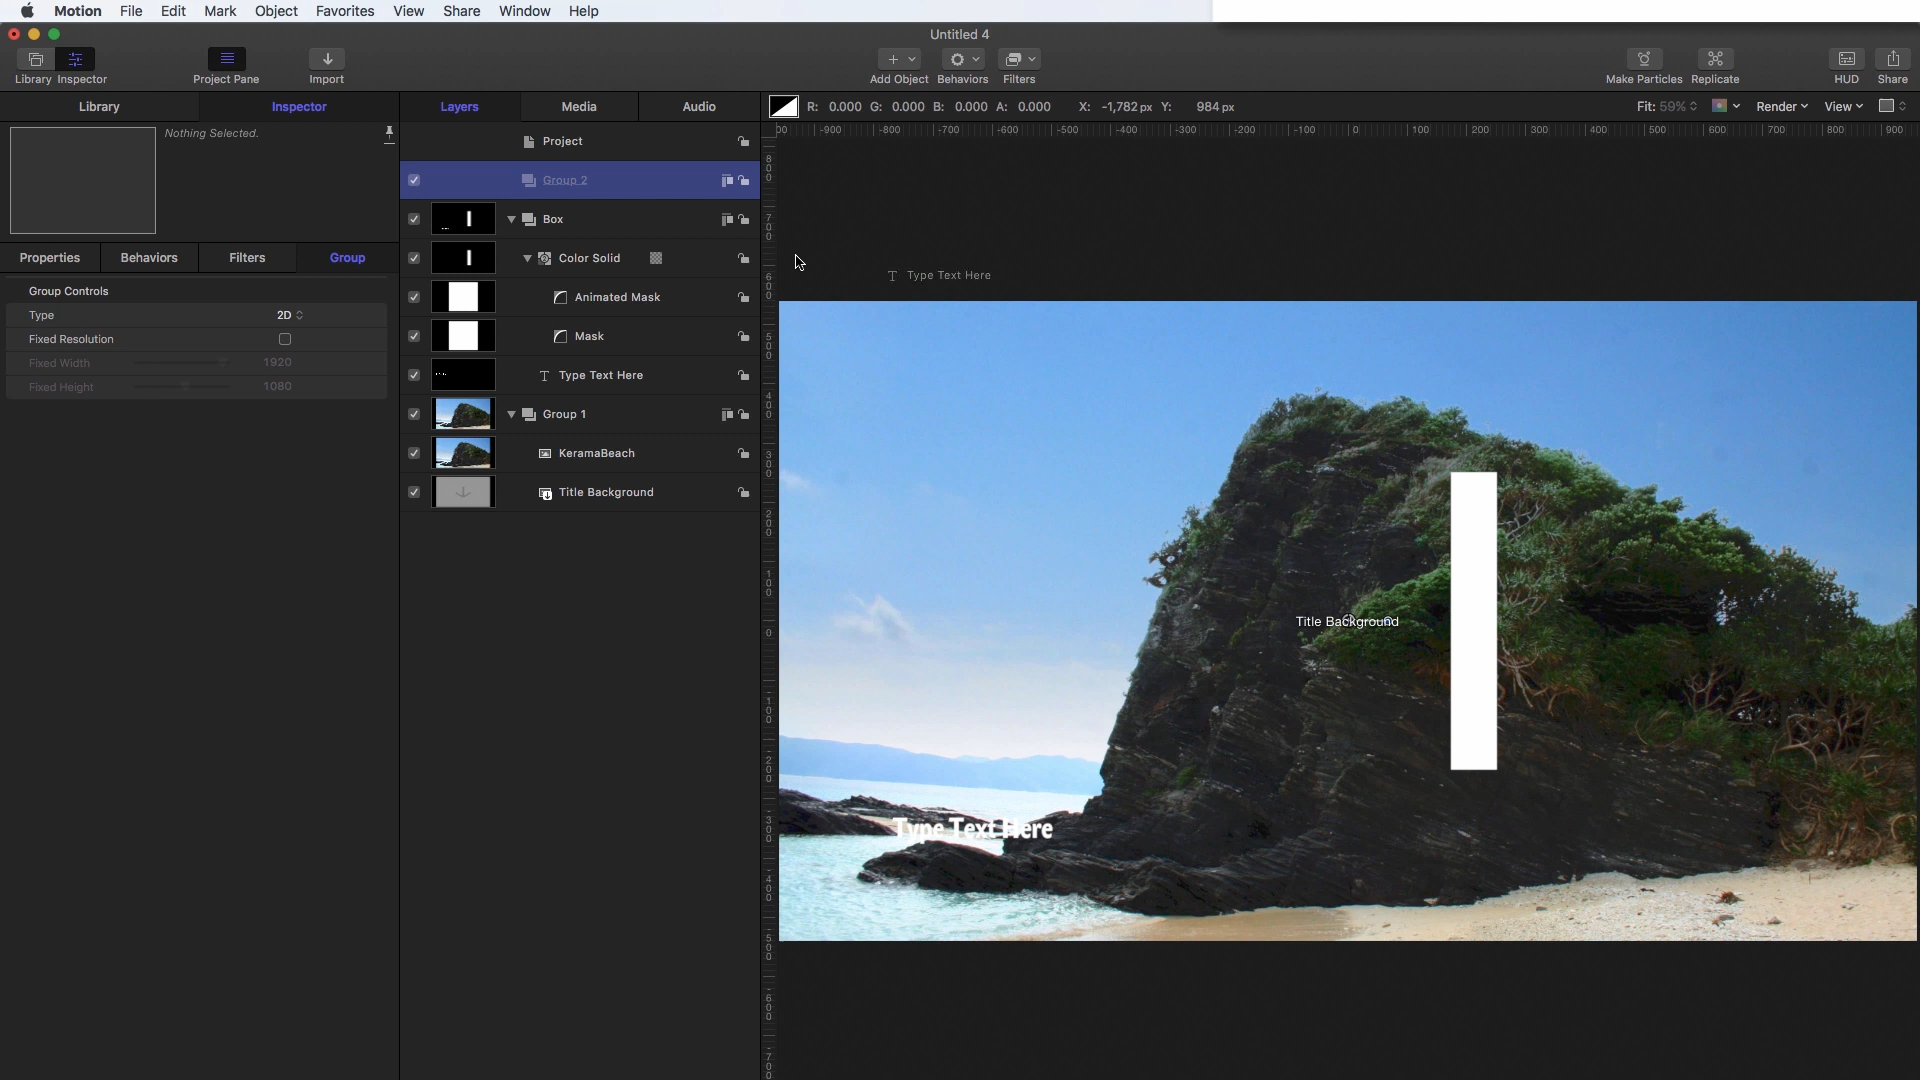 Motion File Edit Mark Object Favorites View Share Window Help
Untitled 4
Library Inspector Project Pane Import Add Object Behaviors Filters Make Particles Replicate HUD Share
Library Inspector Layers Media Audio R: 0.000 G: 0.000 B: 0.000 A: 0.000 X: -1,782 px Y: 984 px Fit: 59% Render View
Nothing Selected.
00 -900 -800 -700 -600 -500 -400 -300 -200 -100 0 100 200 300 400 500 600 700 800 900
Project
Group 2
Box
Properties Behaviors Filters Group
Color Solid
Type Text Here
Group Controls
Animated Mask
Type 2D
Fixed Resolution
Mask
Fixed Width 1920
Fixed Height 1080
Type Text Here
Group 1
KeramaBeach
Title Background
Title Background
Type Text Here
800
700
600
500
400
300
200
100
0
-100
-200
-300
-400
-500
-600
-700